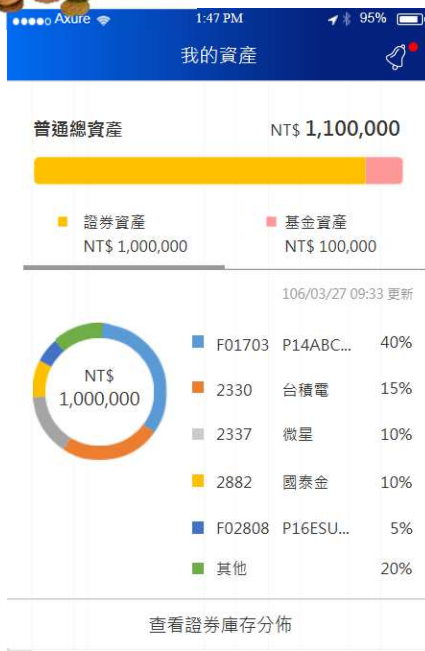 Axure 1:47 PM 95%
我的資產
普通總資產 NT$ 1,100,000
證券資產 基金資產
NT$ 1,000,000 NT$ 100,000
106/03/27 09:33 更新
NT$
1,000,000
F01703 P14ABC... 40%
2330 台積電 15%
2337 微星 10%
2882 國泰金 10%
F02808 P16ESU... 5%
其他 20%
查看證券庫存分佈